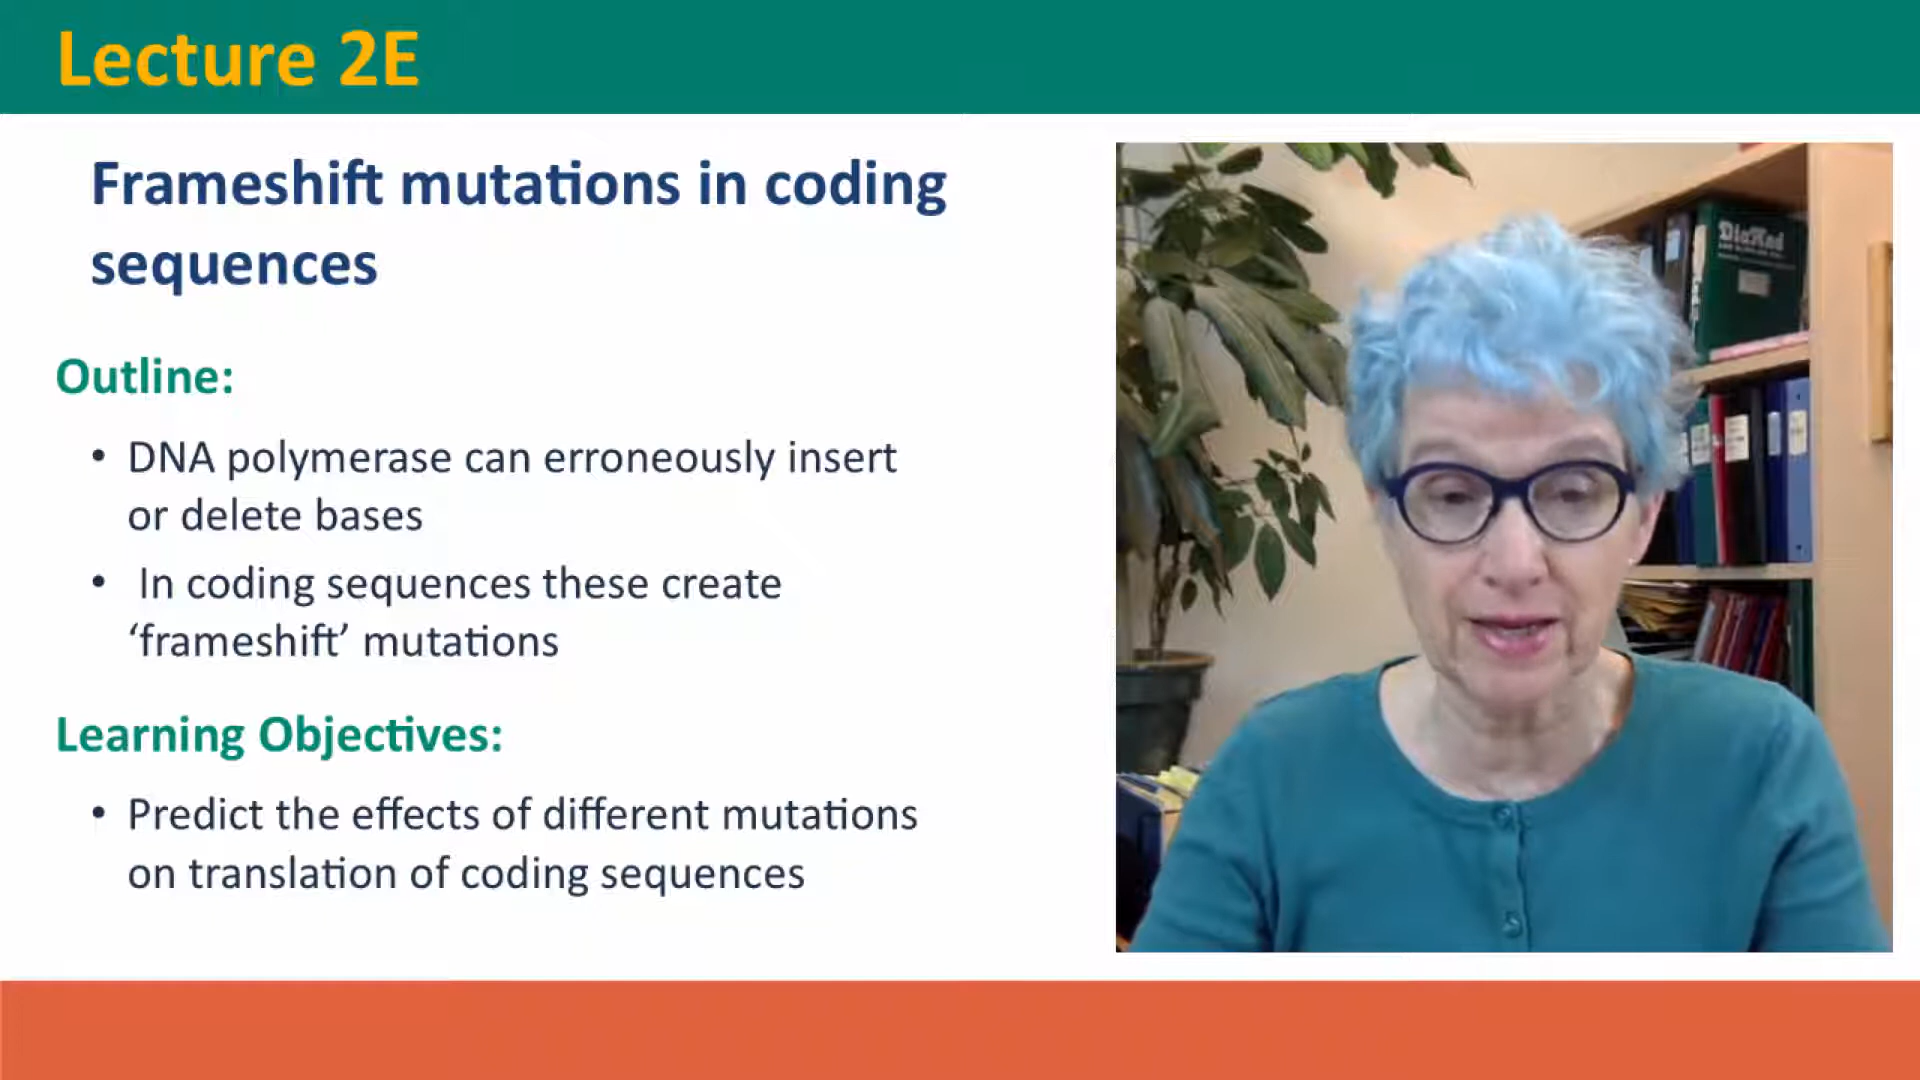 Lecture 2E
Frameshift mutations in coding
sequences
Outline:
• DNA polymerase can erroneously insert
or delete bases
• In coding sequences these create
‘frameshift’ mutations
Learning Objectives:
• Predict the effects of different mutations
on translation of coding sequences